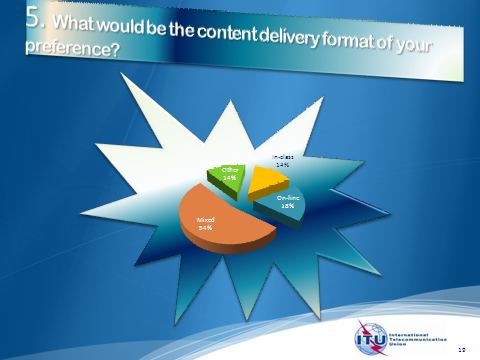 5. What would be the content delivery format of your
preference?
Other
14%
In-class
14%
On-line
18%
Mixed
54%
ITU
International
Telecommunication
Union
19